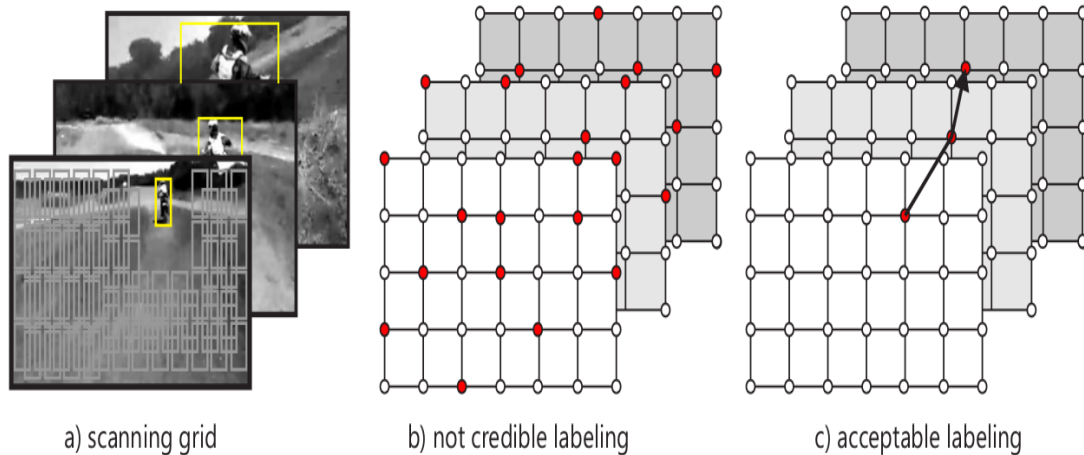 a) scanning grid
b) not credible labeling
c) acceptable labeling